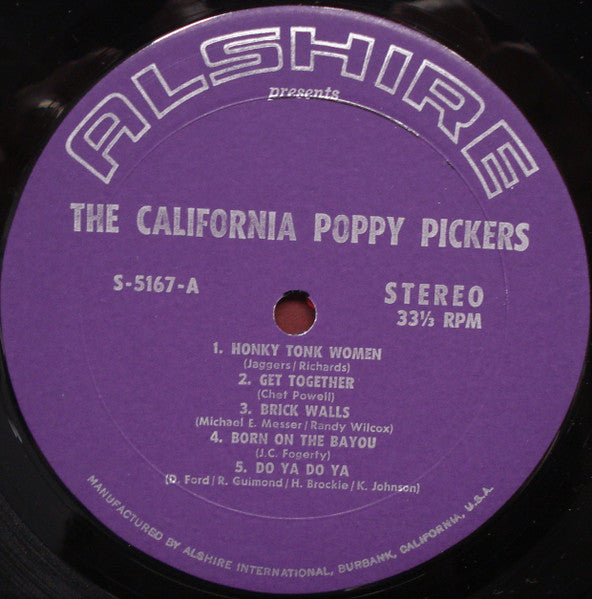 ALSHIRE
presents
THE CALIFORNIA POPPY PICKERS
S-5167-A
STEREO
33⅓ RPM
1. HONKY TONK WOMEN
(Jaggers/Richards)
2. GET TOGETHER
(Chet Powell)
3. BRICK WALLS
(Michael E. Messer/Randy Wilcox)
4. BORN ON THE BAYOU
(J.C. Fogerty)
5. DO YA DO YA
(D. Ford/R. Guimond/H. Brockie/K. Johnson)
MANUFACTURED BY ALSHIRE INTERNATIONAL, BURBANK, CALIFORNIA, U.S.A.